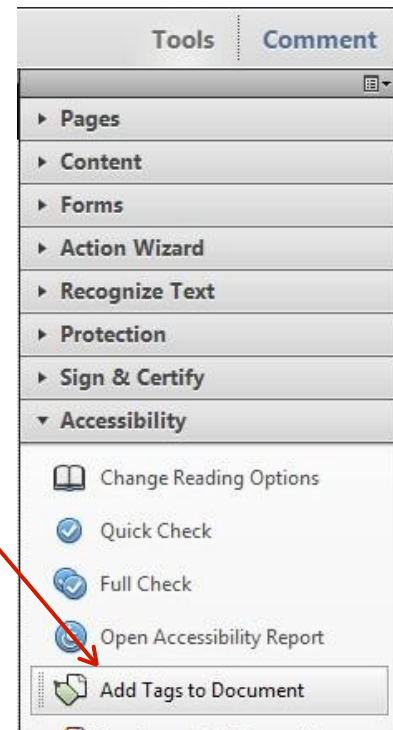 Tools Comment
Pages
Content
Forms
Action Wizard
Recognize Text
Protection
Sign & Certify
Accessibility
Change Reading Options
Quick Check
Full Check
Open Accessibility Report
Add Tags to Document